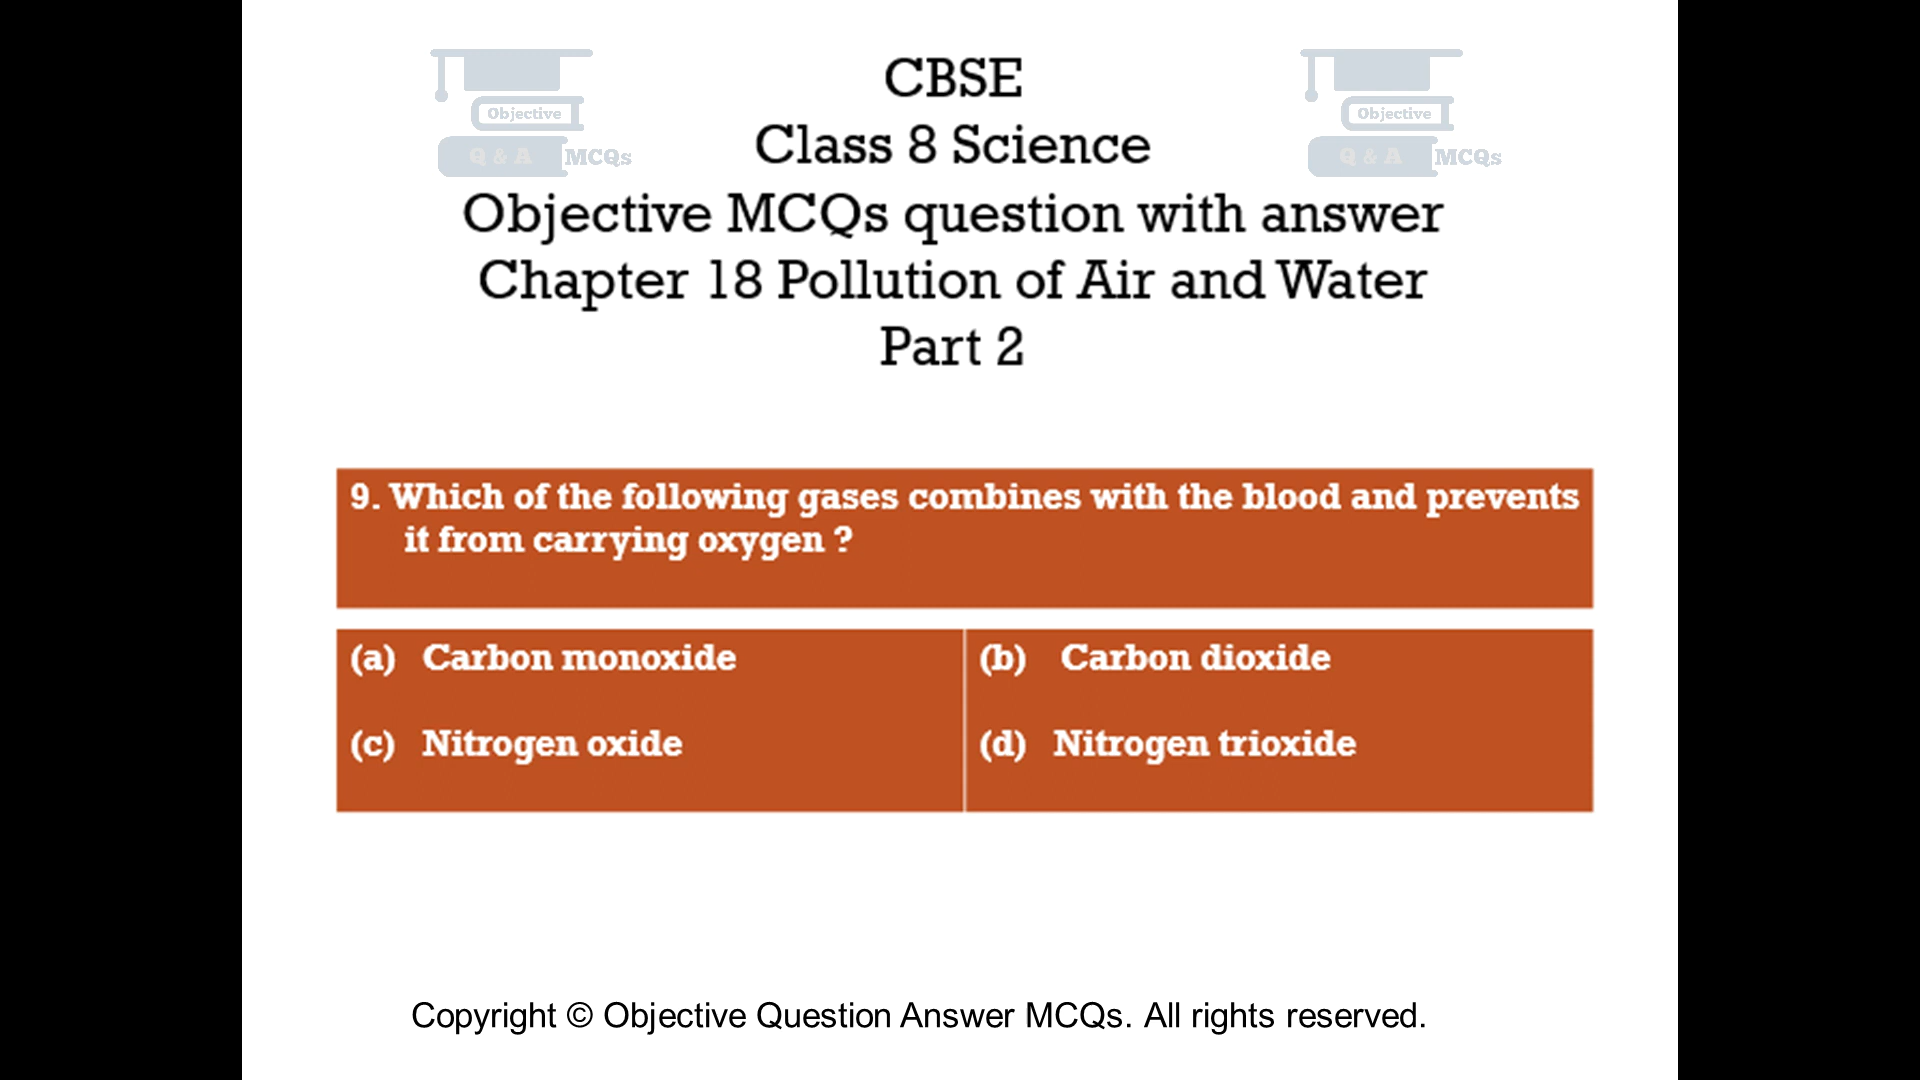 Objective
Q & A MCQs
Objective
Q & A MCQs
CBSE
Class 8 Science
Objective MCQs question with answer
Chapter 18 Pollution of Air and Water
Part 2
9. Which of the following gases combines with the blood and prevents
it from carrying oxygen ?
(a) Carbon monoxide
(b) Carbon dioxide
(c) Nitrogen oxide
(d) Nitrogen trioxide
Copyright © Objective Question Answer MCQs. All rights reserved.